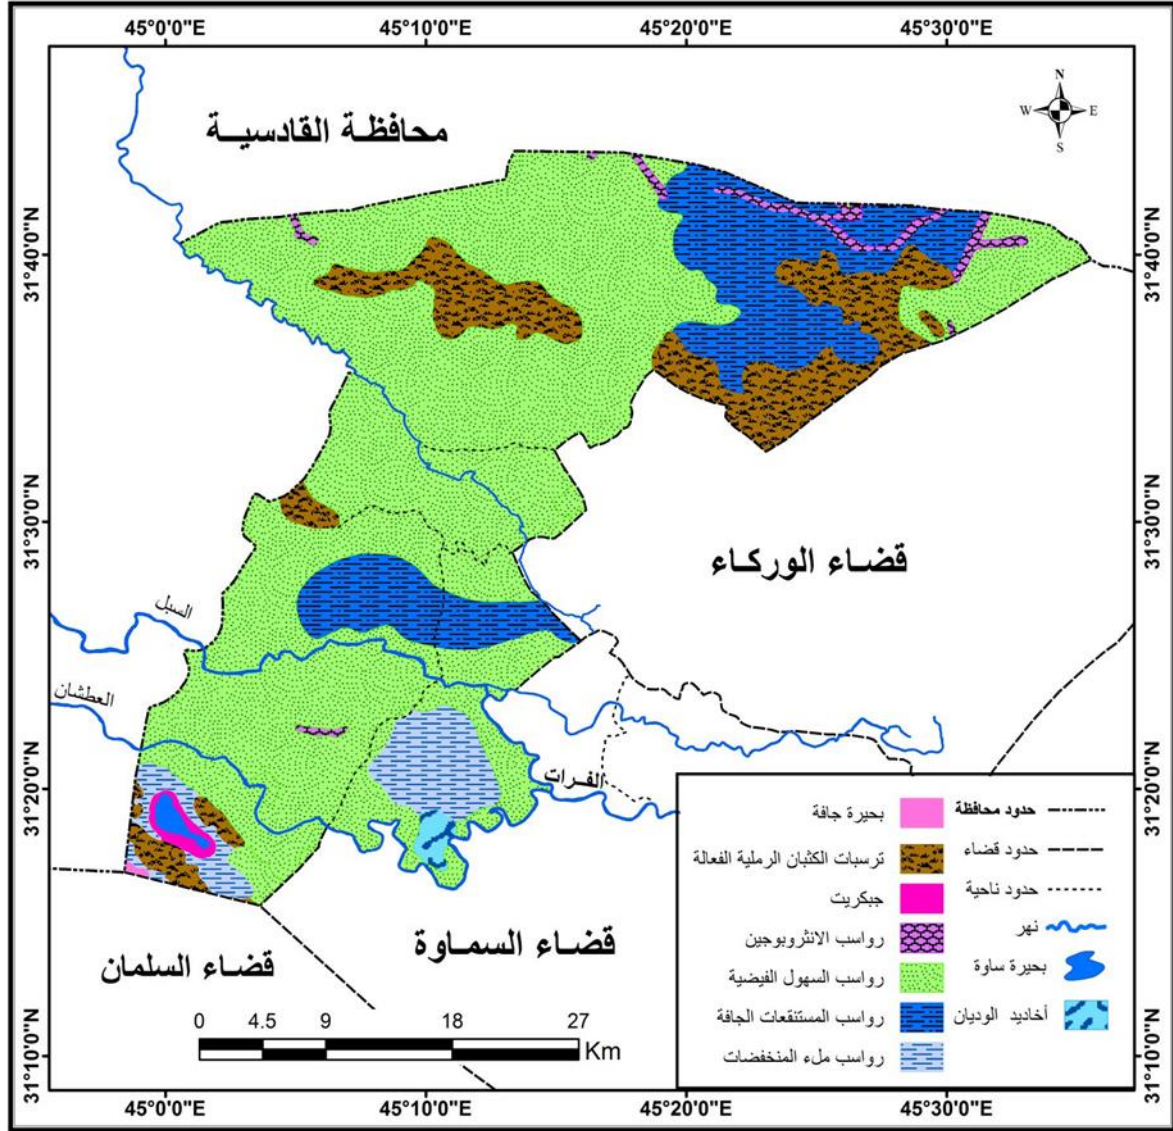 45°0'0"E 45°10'0"E 45°20'0"E 45°30'0"E
N
W E
S
محافظة القادسية
31°40'0"N 31°40'0"N
31°30'0"N 31°30'0"N
قضاء الوركاء
السبل
العطشان
31°20'0"N 31°20'0"N
الفرات
قضاء السماوة
قضاء السلمان
حدود محافظة
حدود قضاء
حدود ناحية
نهر
بحيرة ساوة
أخاديد الوديان
بحيرة جافة
ترسبات الكثبان الرملية الفعالة
جبكريت
رواسب الانثروبوجين
رواسب السهول الفيضية
رواسب المستنقعات الجافة
رواسب ملء المنخفضات
0 4.5 9 18 27
Km
31°10'0"N 31°10'0"N
45°0'0"E 45°10'0"E 45°20'0"E 45°30'0"E